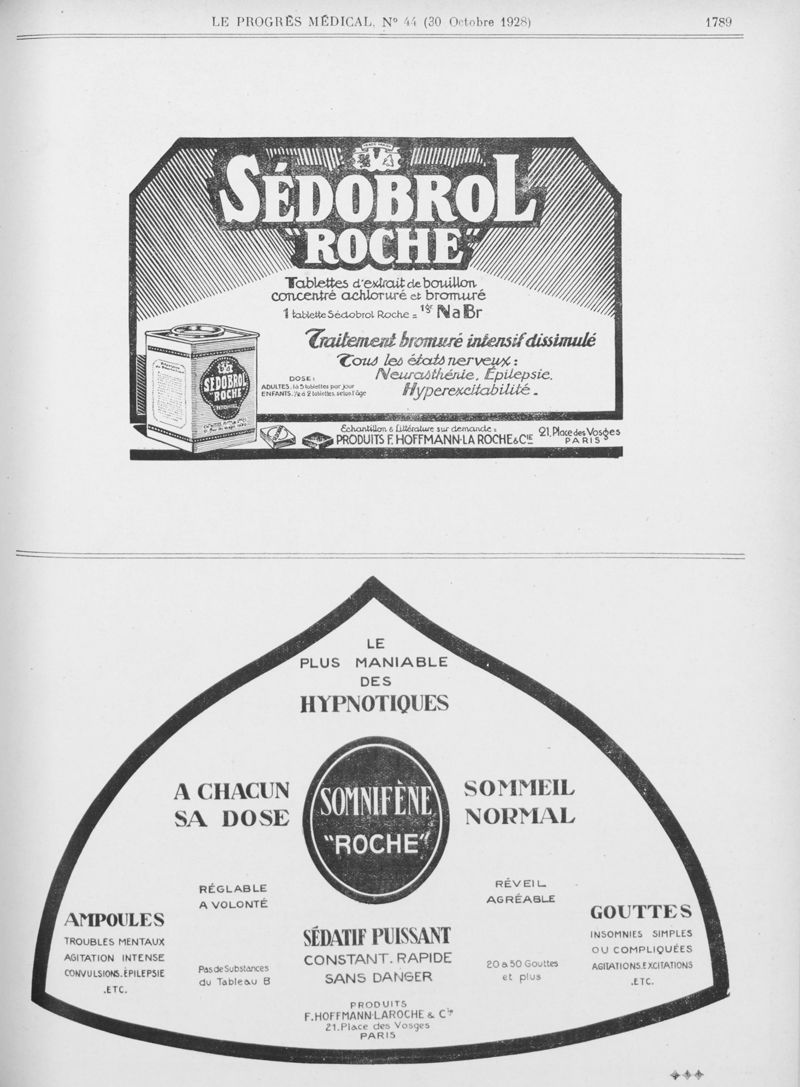 LE PROGRÈS MÉDICAL, N° 44 (30 Octobre 1928) 1789
SÉDOBROL
"ROCHE"
Tablettes d'extrait de bouillon
concentré achloruré et bromuré
1 tablette Sédobrol Roche = 1gr NaBr
Traitement bromuré intensif dissimulé
Tous les états nerveux :
Neurasthénie, Épilepsie,
Hyperexcitabilité.
DOSE :
ADULTES. 1 à 5 tablettes par jour
ENFANTS. ½ à 2 tablettes, selon l'âge
SÉDOBROL
"ROCHE"
Échantillon & Littérature sur demande :
PRODUITS F. HOFFMANN-LA ROCHE & Cie
21, Place des Vosges
PARIS
LE
PLUS MANIABLE
DES
HYPNOTIQUES
A CHACUN
SA DOSE
SOMNIFÈNE
"ROCHE"
SOMMEIL
NORMAL
RÉGLABLE
A VOLONTÉ
RÉVEIL
AGRÉABLE
AMPOULES
TROUBLES MENTAUX
AGITATION INTENSE
CONVULSIONS. ÉPILEPSIE
.ETC.
Pas de Substances
du Tableau B
SÉDATIF PUISSANT
CONSTANT. RAPIDE
SANS DANGER
20 à 50 Gouttes
et plus
GOUTTES
INSOMNIES SIMPLES
OU COMPLIQUÉES
AGITATIONS. EXCITATIONS
.ETC.
PRODUITS
F. HOFFMANN-LAROCHE & Cie
21. Place des Vosges
PARIS